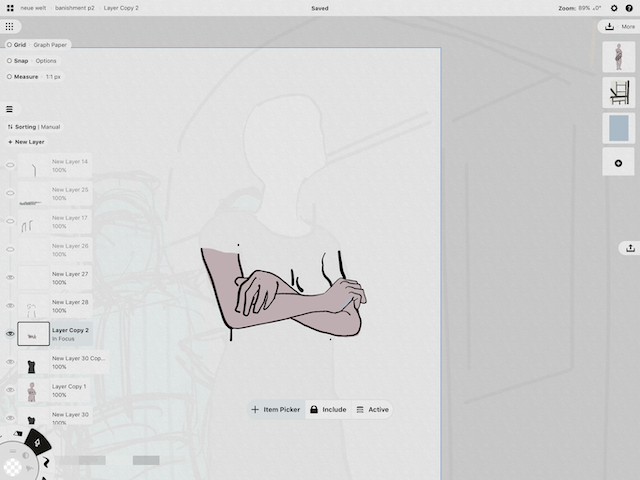 neue welt · banishment p2 · Layer Copy 2
Saved
Zoom: 89% 0°
More
Grid · Graph Paper
Snap · Options
Measure · 1:1 px
Sorting | Manual
+ New Layer
New Layer 14
100%
New Layer 25
100%
New Layer 17
100%
New Layer 26
100%
New Layer 27
100%
New Layer 28
100%
Layer Copy 2
In Focus
New Layer 30 Cop...
100%
Layer Copy 1
100%
New Layer 30
100%
Item Picker
Include
Active